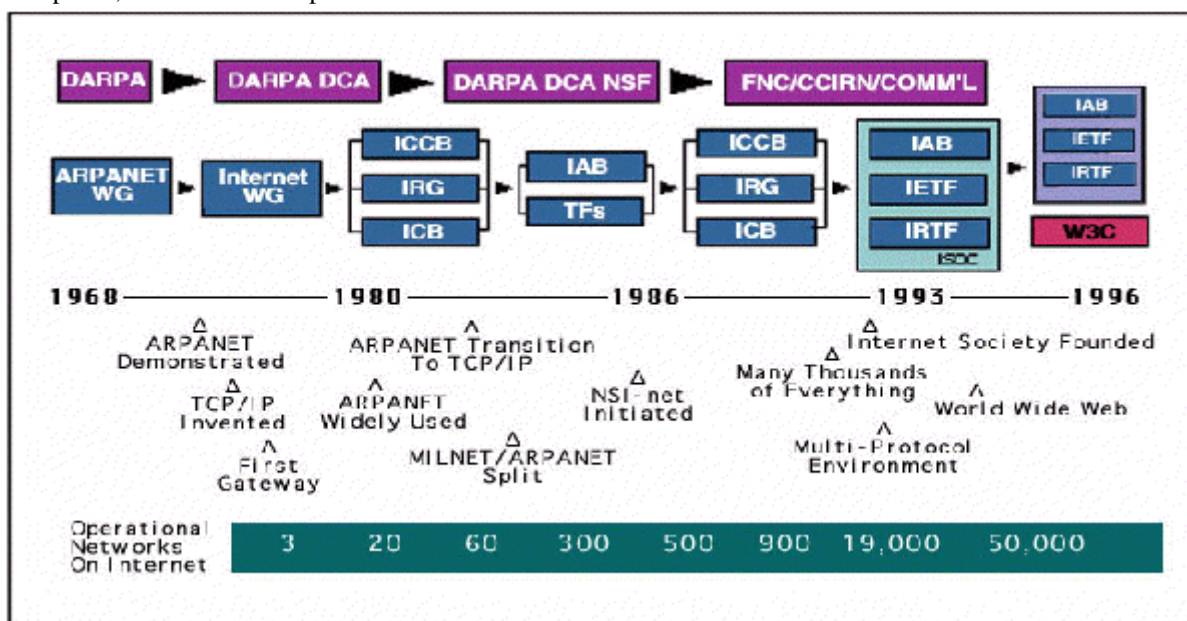 DARPA
DARPA DCA
DARPA DCA NSF
FNC/CCIRN/COMM'L
ARPANET
WG
Internet
WG
ICCB
IRG
ICB
IAB
TFs
ICCB
IRG
ICB
IAB
IETF
IRTF
ISOC
IAB
IETF
IRTF
W3C
1968
1980
1986
1993
1996
ARPANET
Demonstrated
TCP/IP
Invented
First
Gateway
ARPANET Transition
To TCP/IP
ARPANET
Widely Used
MILNET/ARPANET
Split
NSI-net
Initiated
Internet Society Founded
Many Thousands
of Everything
World Wide Web
Multi-Protocol
Environment
Operational
Networks
On Internet
3 20 60 300 500 900 19,000 50,000